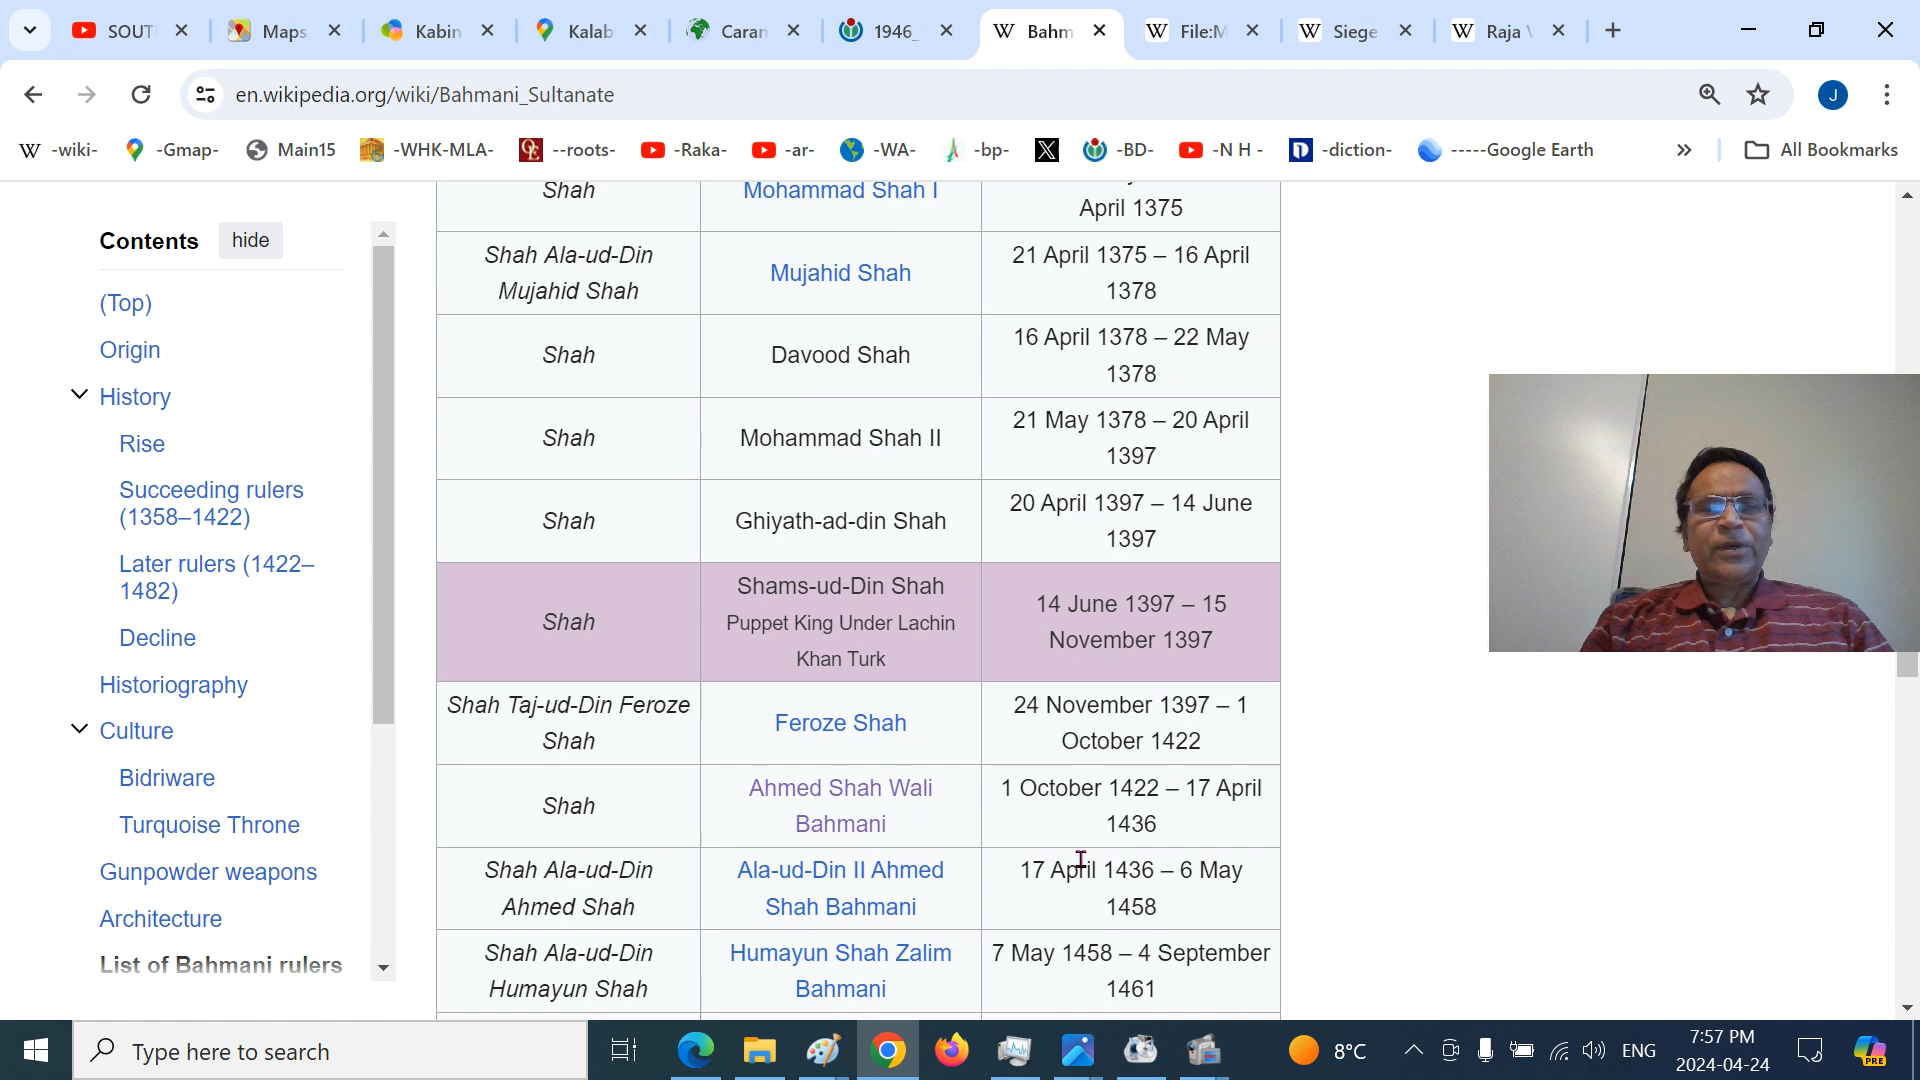 SOUT
Maps
Kabin
Kalab
Caran
1946_
Bahm
File:M
Siege
Raja
en.wikipedia.org/wiki/Bahmani_Sultanate
J
-wiki-
-Gmap-
Main15
-WHK-MLA-
--roots-
-Raka-
-ar-
-WA-
-bp-
-BD-
-N H -
-diction-
-----Google Earth
All Bookmarks
Contents
hide
(Top)
Origin
History
Rise
Succeeding rulers
(1358–1422)
Later rulers (1422–
1482)
Decline
Historiography
Culture
Bidriware
Turquoise Throne
Gunpowder weapons
Architecture
List of Bahmani rulers
Shah
Mohammad Shah I
April 1375
Shah Ala-ud-Din
Mujahid Shah
Mujahid Shah
21 April 1375 – 16 April
1378
Shah
Davood Shah
16 April 1378 – 22 May
1378
Shah
Mohammad Shah II
21 May 1378 – 20 April
1397
Shah
Ghiyath-ad-din Shah
20 April 1397 – 14 June
1397
Shah
Shams-ud-Din Shah
Puppet King Under Lachin
Khan Turk
14 June 1397 – 15
November 1397
Shah Taj-ud-Din Feroze
Shah
Feroze Shah
24 November 1397 – 1
October 1422
Shah
Ahmed Shah Wali
Bahmani
1 October 1422 – 17 April
1436
Shah Ala-ud-Din
Ahmed Shah
Ala-ud-Din II Ahmed
Shah Bahmani
17 April 1436 – 6 May
1458
Shah Ala-ud-Din
Humayun Shah
Humayun Shah Zalim
Bahmani
7 May 1458 – 4 September
1461
Type here to search
8°C
ENG
7:57 PM
2024-04-24
PRE